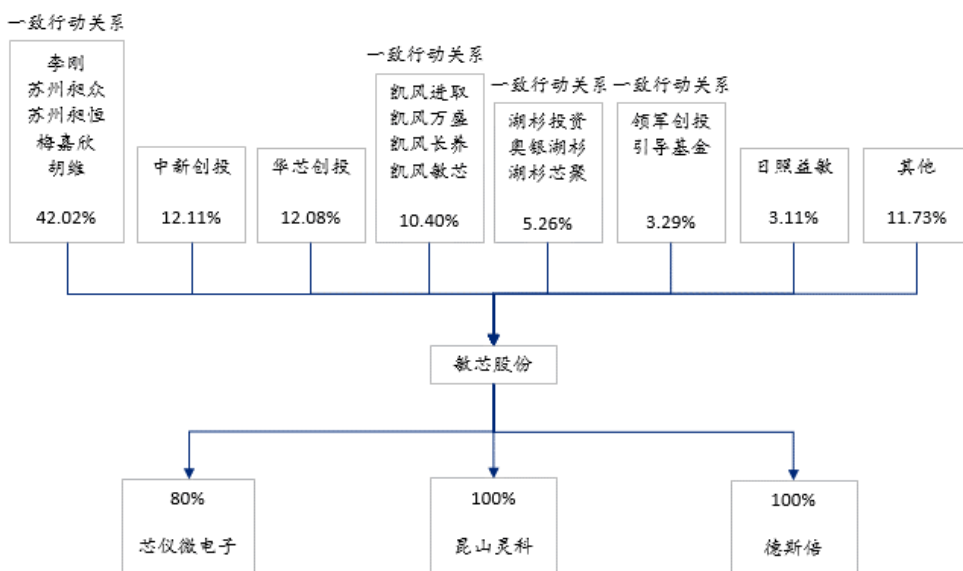 一致行动关系
李刚
苏州昶众
苏州昶恒
梅嘉欣
胡维
42.02%
中新创投
12.11%
华芯创投
12.08%
一致行动关系
凯风进取
凯风万盛
凯风长养
凯风敏芯
10.40%
一致行动关系
湖杉投资
奥银湖杉
湖杉芯聚
5.26%
一致行动关系
领军创投
引导基金
3.29%
日照益敏
3.11%
其他
11.73%
敏芯股份
80%
芯仪微电子
100%
昆山灵科
100%
德斯倍